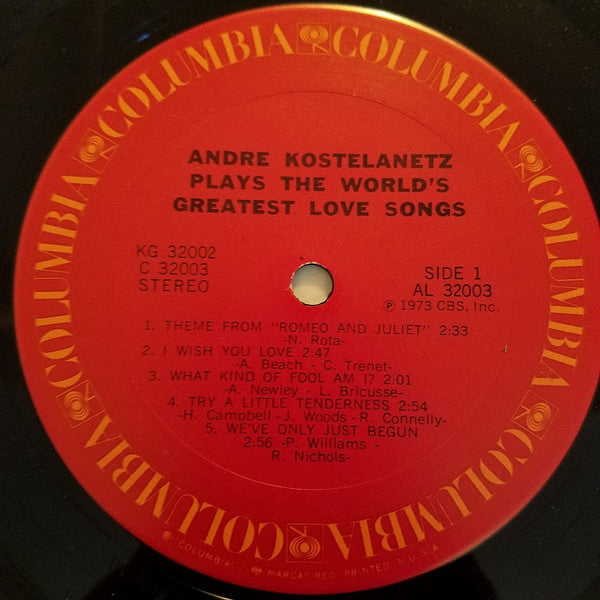 COLUMBIA COLUMBIA COLUMBIA COLUMBIA COLUMBIA COLUMBIA COLUMBIA
ANDRE KOSTELANETZ
PLAYS THE WORLD'S
GREATEST LOVE SONGS
KG 32002
C 32003
STEREO
SIDE 1
AL 32003
℗ 1973 CBS, Inc.
1. THEME FROM "ROMEO AND JULIET" 2:33
-N. Rota-
2. I WISH YOU LOVE 2:47
-A. Beach - C. Trenet-
3. WHAT KIND OF FOOL AM I? 2:01
-A. Newley - L. Bricusse-
4. TRY A LITTLE TENDERNESS 2:54
-H. Campbell - J. Woods - R. Connelly-
5. WE'VE ONLY JUST BEGUN
2:56 -P. Williams -
R. Nichols-
"COLUMBIA" MARCAS REG. PRINTED IN U.S.A.